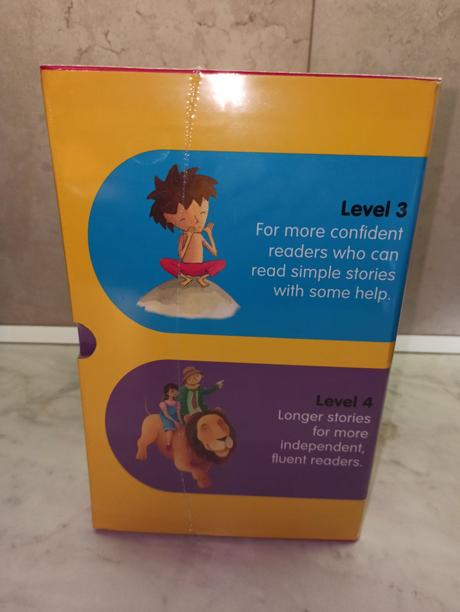 Level 3
For more confident
readers who can
read simple stories
with some help.
Level 4
Longer stories
for more
independent,
fluent readers.